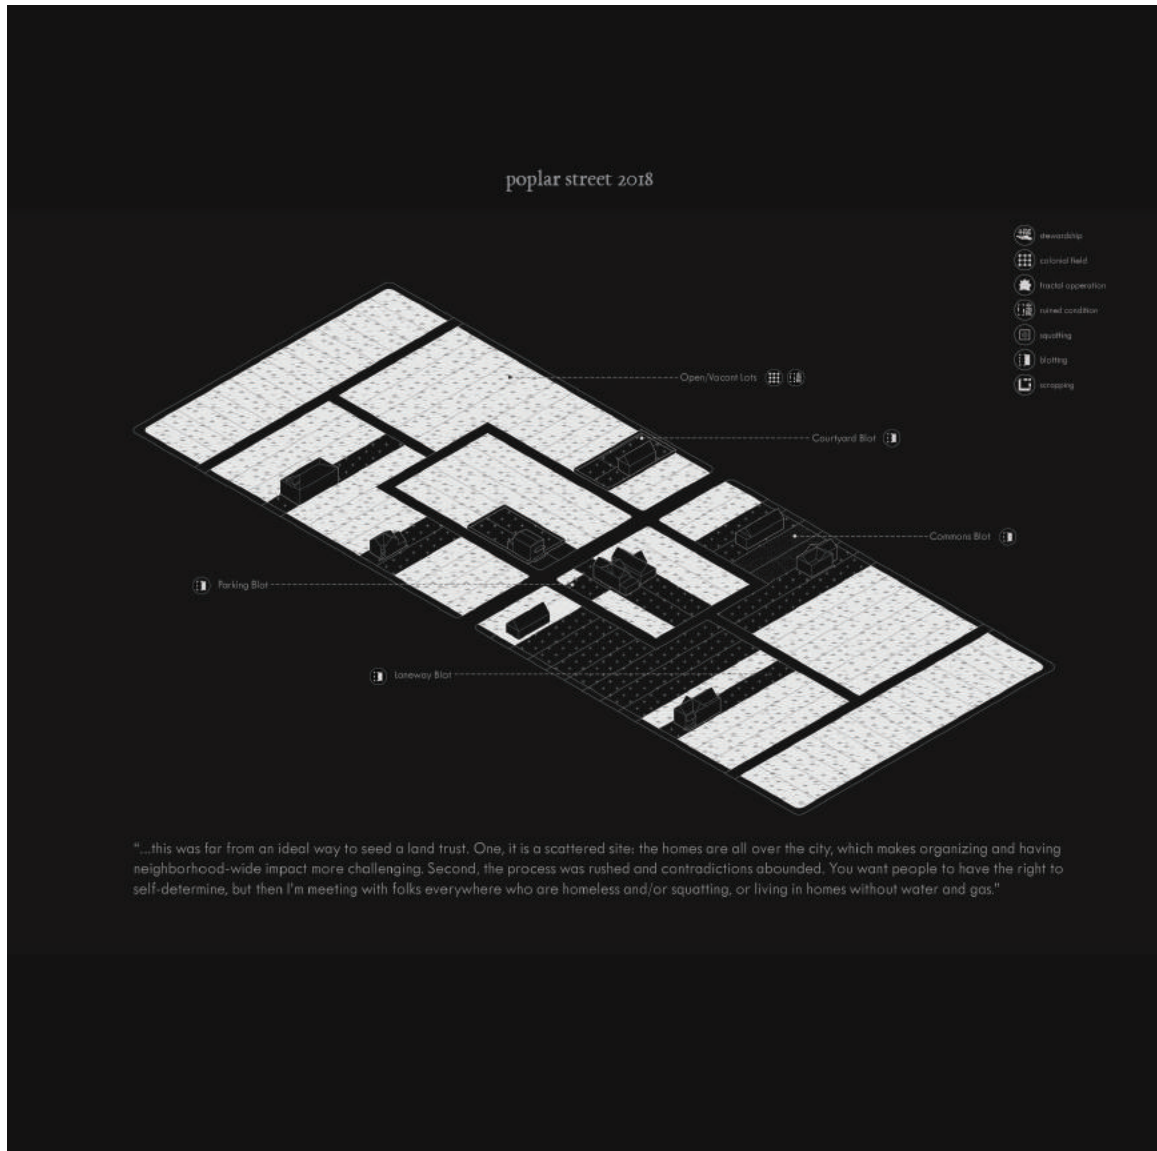 poplar street 2018
stewardship
colonial field
fractal opperation
ruined condition
squatting
blotting
scrapping
Open/Vacant Lots
Courtyard Blot
Commons Blot
Parking Blot
Laneway Blot
"...this was far from an ideal way to seed a land trust. One, it is a scattered site: the homes are all over the city, which makes organizing and having
neighborhood-wide impact more challenging. Second, the process was rushed and contradictions abounded. You want people to have the right to
self-determine, but then I'm meeting with folks everywhere who are homeless and/or squatting, or living in homes without water and gas."